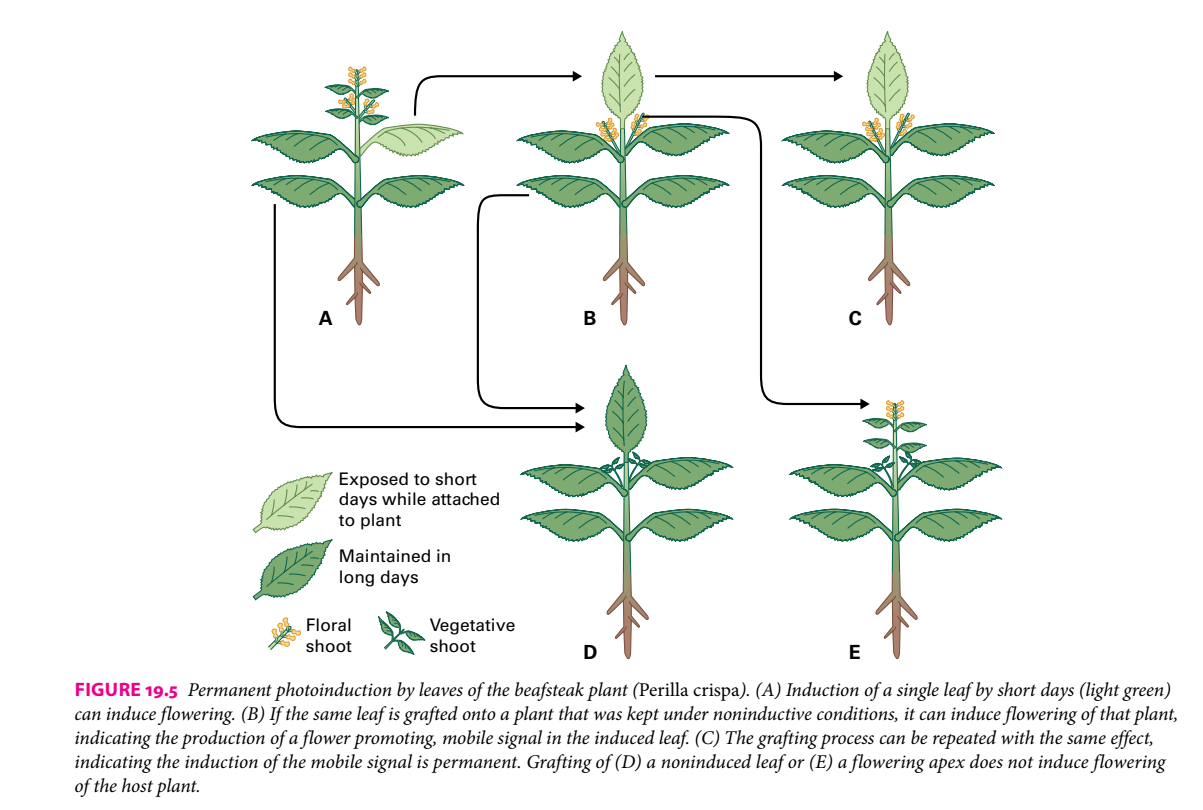 A
B
C
Exposed to short
days while attached
to plant
Maintained in
long days
Floral
shoot
Vegetative
shoot
D
E
FIGURE 19.5 Permanent photoinduction by leaves of the beafsteak plant (Perilla crispa). (A) Induction of a single leaf by short days (light green)
can induce flowering. (B) If the same leaf is grafted onto a plant that was kept under noninductive conditions, it can induce flowering of that plant,
indicating the production of a flower promoting, mobile signal in the induced leaf. (C) The grafting process can be repeated with the same effect,
indicating the induction of the mobile signal is permanent. Grafting of (D) a noninduced leaf or (E) a flowering apex does not induce flowering
of the host plant.